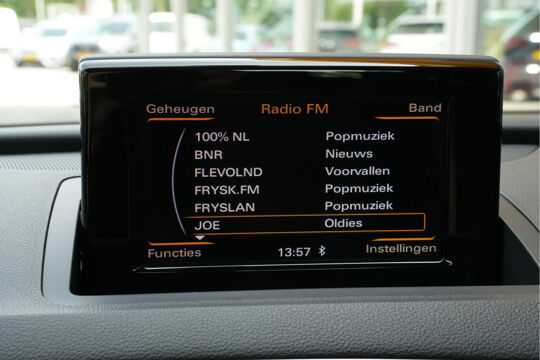 Geheugen Radio FM Band
100% NL Popmuziek
BNR Nieuws
FLEVOLND Voorvallen
FRYSK.FM Popmuziek
FRYSLAN Popmuziek
JOE Oldies
Functies 13:57 Instellingen